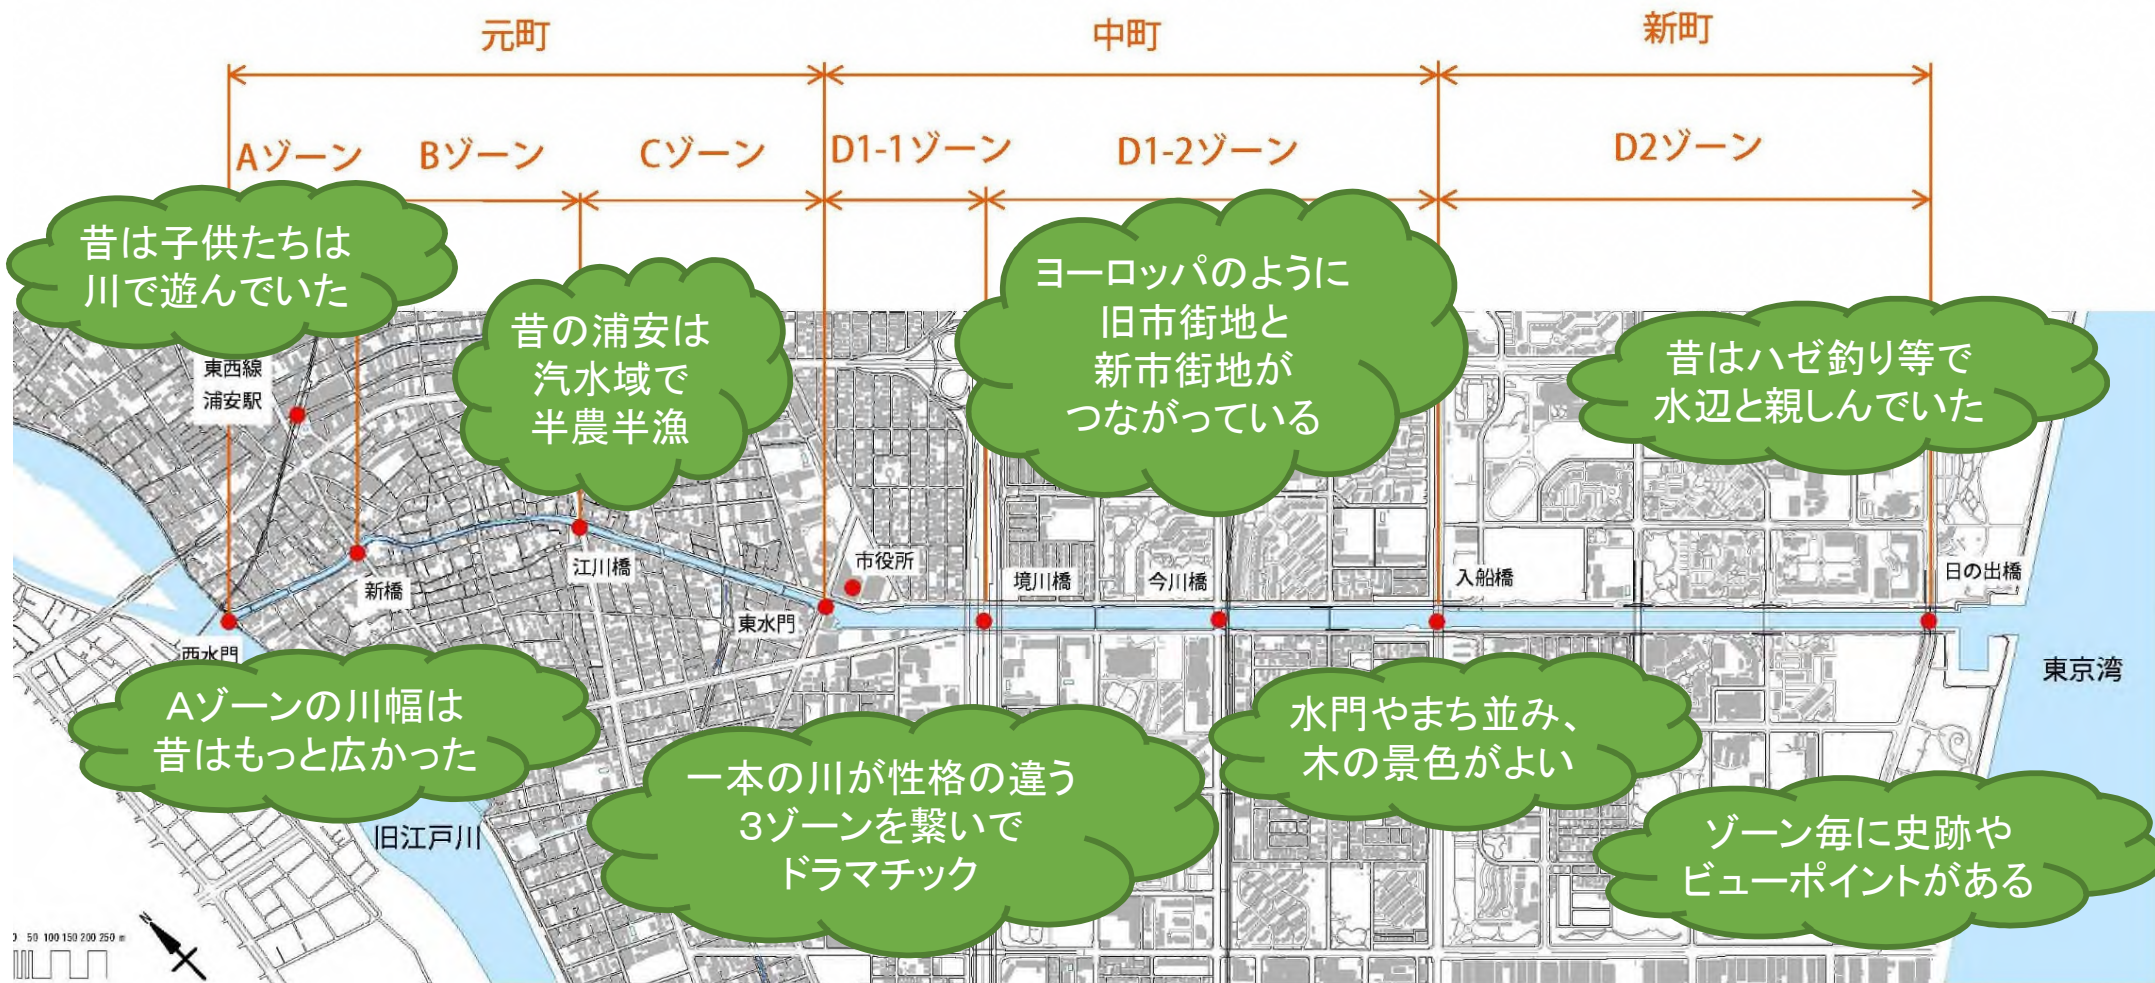 元町
中町
新町
Aゾーン
Bゾーン
Cゾーン
D1-1ゾーン
D1-2ゾーン
D2ゾーン
昔は子供たちは
川で遊んでいた
昔の浦安は
汽水域で
半農半漁
ヨーロッパのように
旧市街地と
新市街地が
つながっている
昔はハゼ釣り等で
水辺と親しんでいた
東西線
浦安駅
新橋
江川橋
市役所
東水門
境川橋
今川橋
入船橋
日の出橋
西水門
東京湾
Aゾーンの川幅は
昔はもっと広かった
一本の川が性格の違う
3ゾーンを繋いで
ドラマチック
水門やまち並み、
木の景色がよい
ゾーン毎に史跡や
ビューポイントがある
旧江戸川
0 50 100 150 200 250 m
N